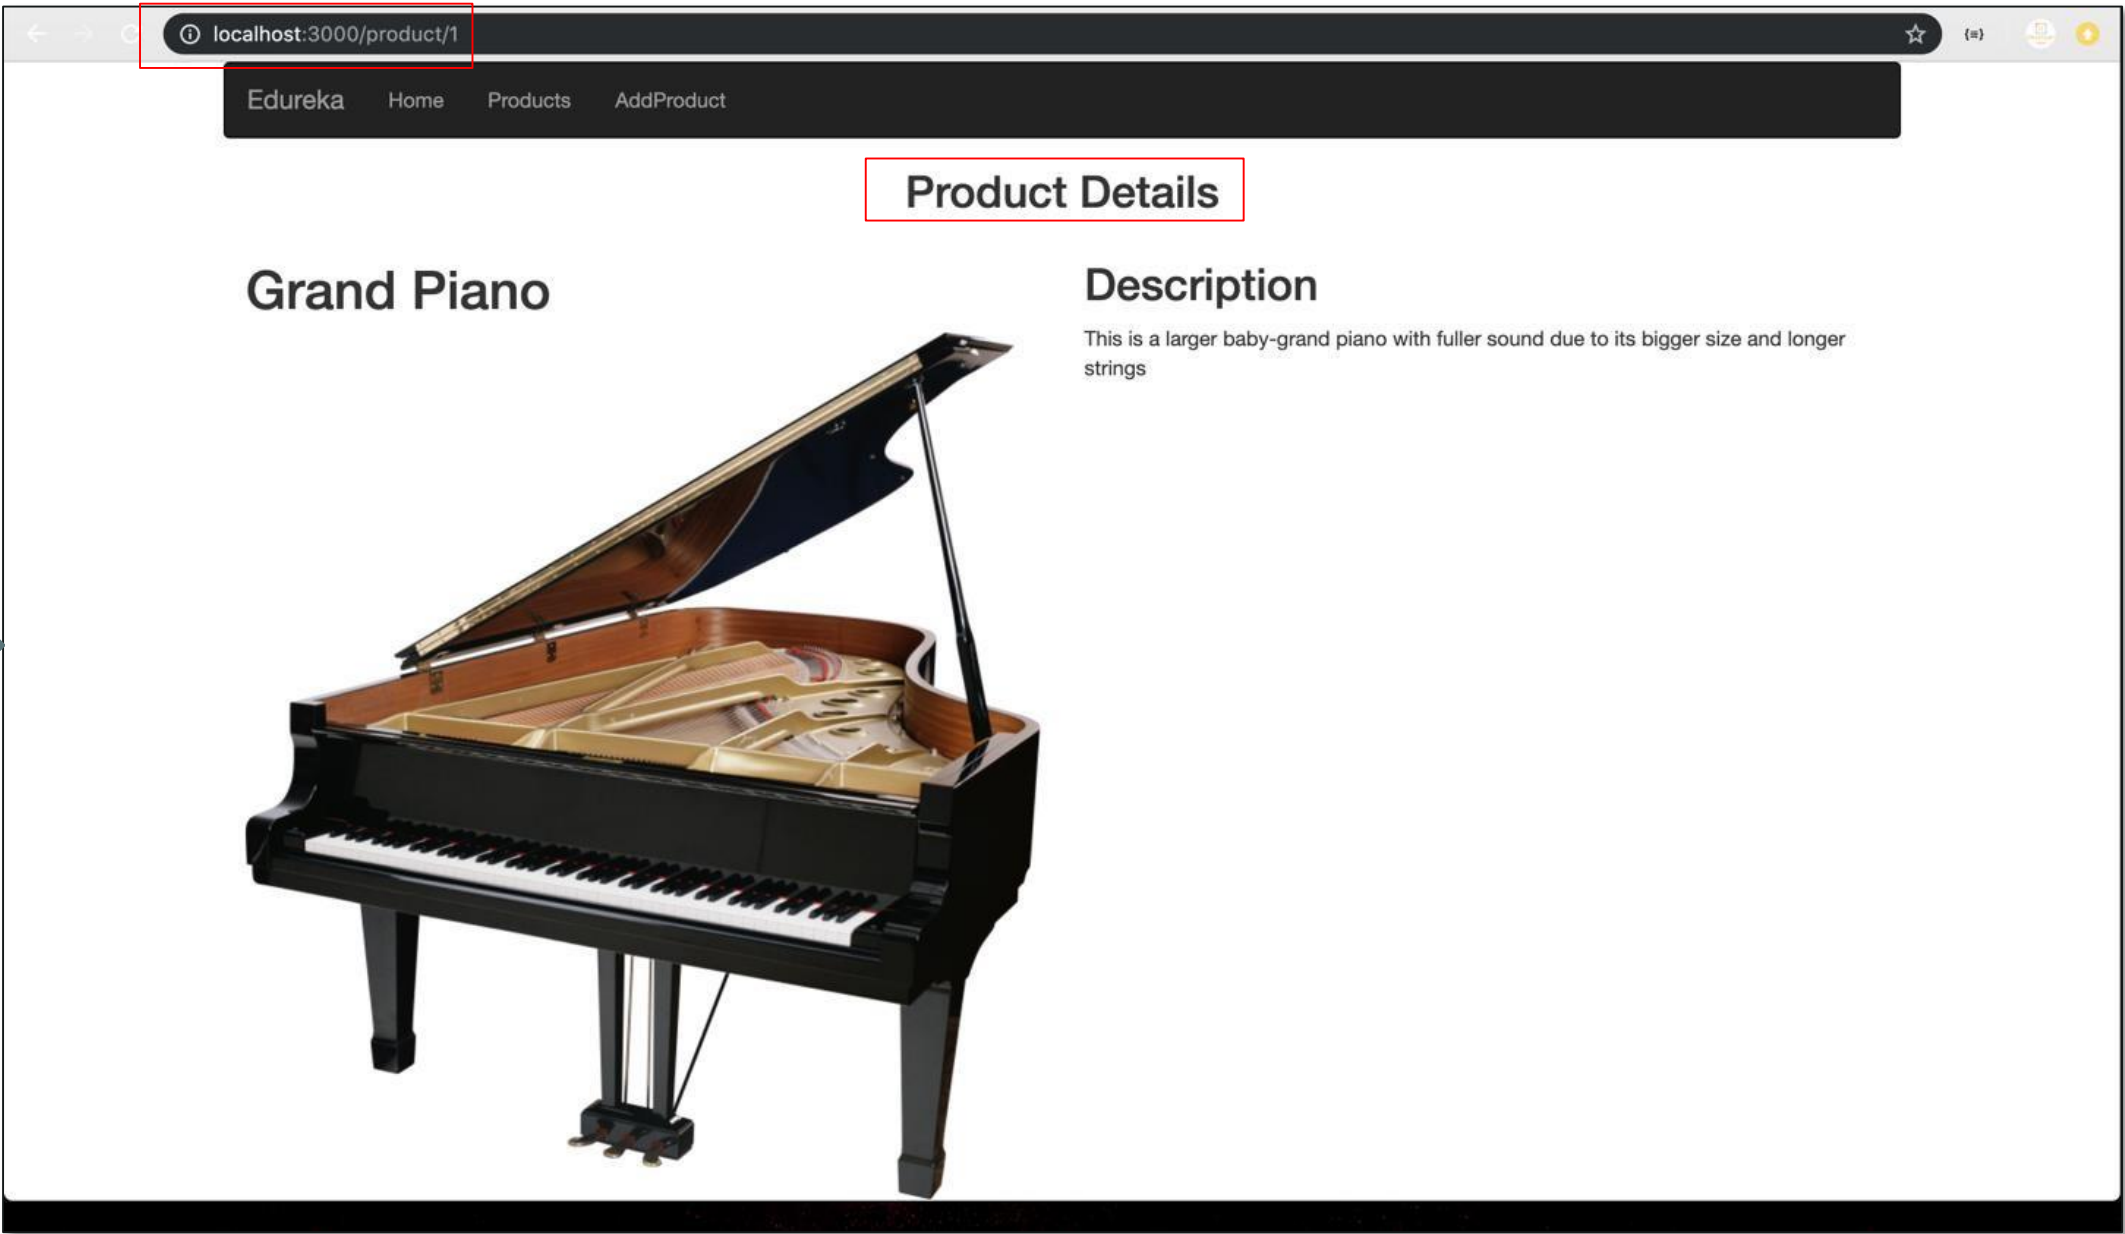 localhost:3000/product/1
Edureka Home Products AddProduct
Product Details
Grand Piano
Description
This is a larger baby-grand piano with fuller sound due to its bigger size and longer
strings